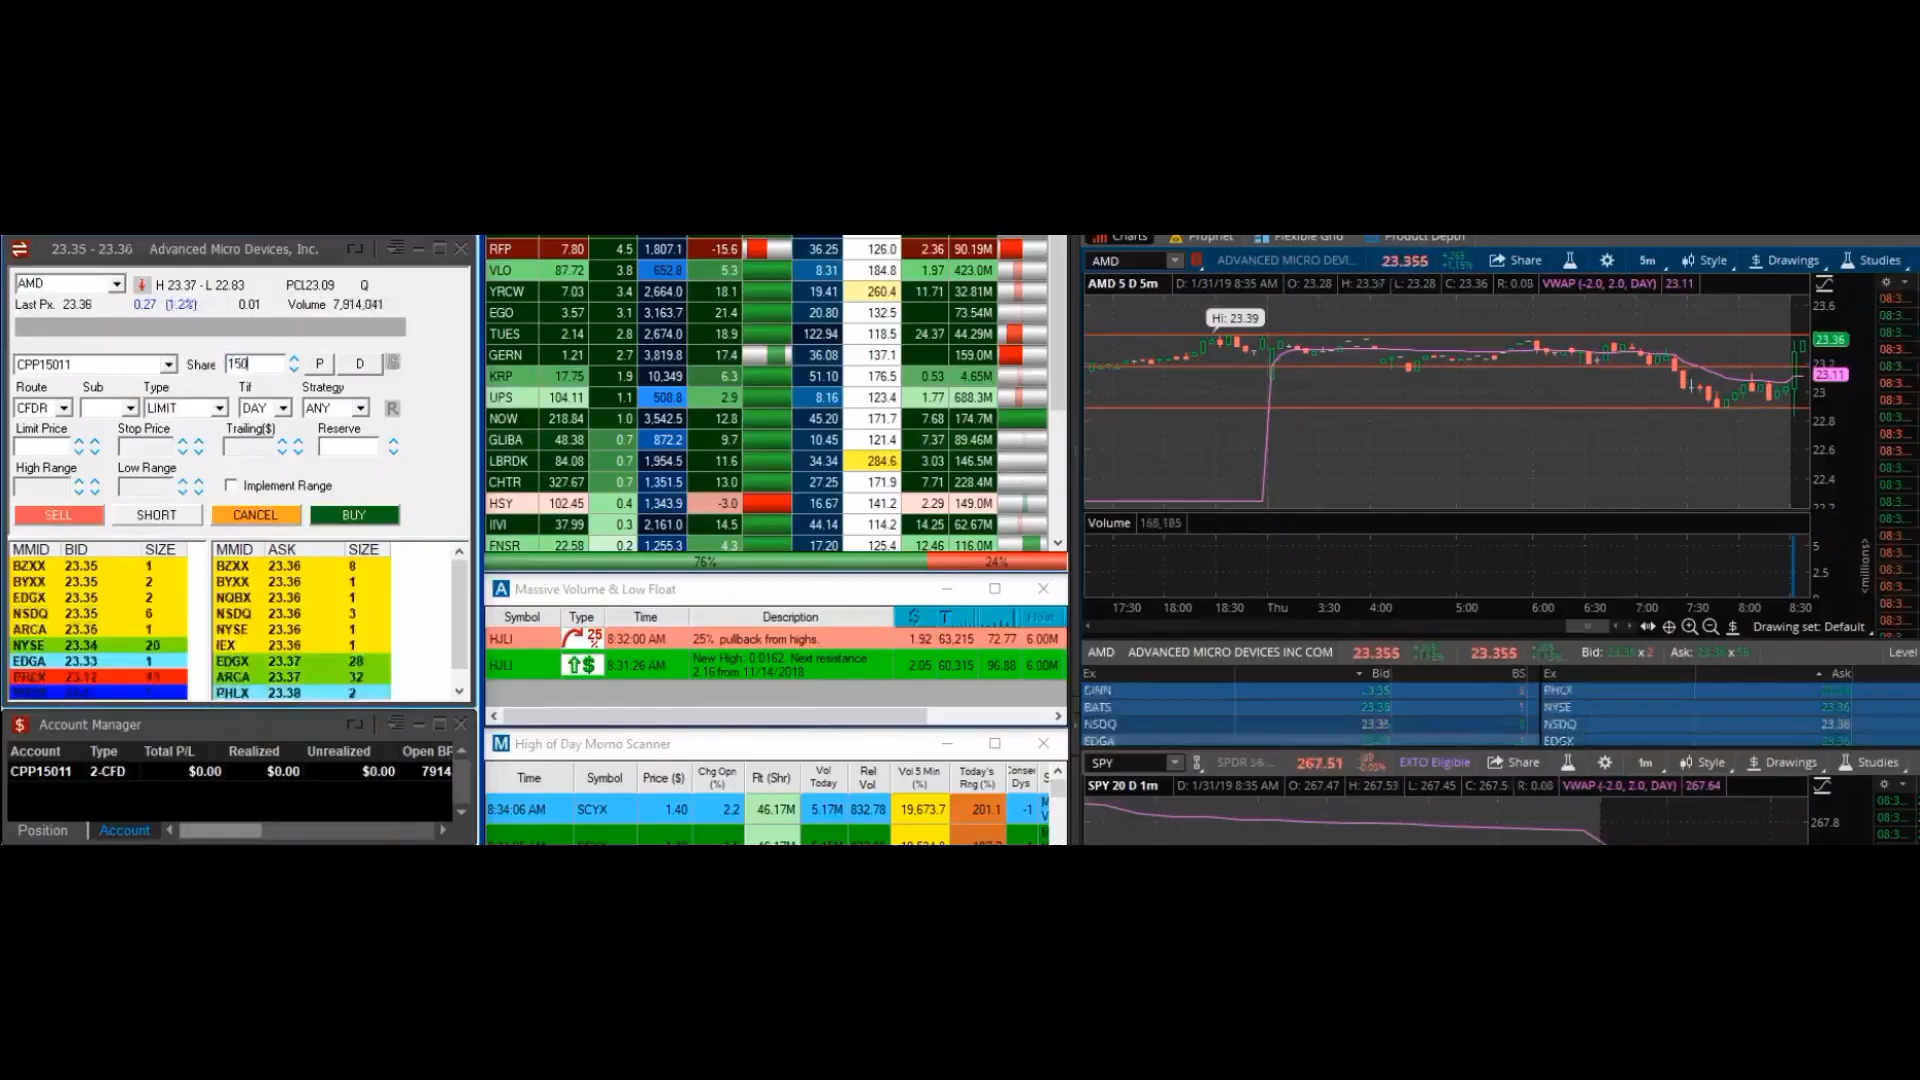 23.35 - 23.36 Advanced Micro Devices, Inc.
AMD H 23.37 - L 22.83 PCL23.09 Q
Last Px. 23.36 0.27 (1.2%) 0.01 Volume 7,914,041
CPP15011 Share 150 P D
Route Sub Type Tif Strategy
CFDR LIMIT DAY ANY R
Limit Price Stop Price Trailing($) Reserve
High Range Low Range
Implement Range
SELL SHORT CANCEL BUY
MMID BID SIZE MMID ASK SIZE
BZXX 23.35 1 BZXX 23.36 8
BYXX 23.35 2 BYXX 23.36 1
EDGX 23.35 2 NQBX 23.36 1
NSDQ 23.35 6 NSDQ 23.36 3
ARCA 23.35 1 NYSE 23.36 1
NYSE 23.34 20 IEX 23.36 1
EDGA 23.33 1 EDGX 23.37 28
ARCA 23.37 32
PHLX 23.38 2
Account Manager
Account Type Total P/L Realized Unrealized Open BP
CPP15011 2-CFD $0.00 $0.00 $0.00 7914
Position Account
RFP 7.80 4.5 1,807.1 -15.6 36.25 126.0 2.36 90.19M
VLO 87.72 3.8 652.8 5.3 8.31 184.8 1.97 423.0M
YRCW 7.03 3.4 2,664.0 18.1 19.41 260.4 11.71 32.81M
EGO 3.57 3.1 3,163.7 21.4 20.80 132.5 73.54M
TUES 2.14 2.8 2,674.0 18.9 122.94 118.5 24.37 44.29M
GERN 1.21 2.7 3,819.8 17.4 36.08 137.1 159.0M
KRP 17.75 1.9 10,349 6.3 51.10 176.5 0.53 4.65M
UPS 104.11 1.1 508.8 2.9 8.16 123.4 1.77 688.3M
NOW 218.84 1.0 3,542.5 12.8 45.20 171.7 7.68 174.7M
GLIBA 48.38 0.7 872.2 9.7 10.45 121.4 7.37 89.46M
LBRDK 84.08 0.7 1,954.5 11.6 34.34 284.6 3.03 146.5M
CHTR 327.67 0.7 1,351.5 13.0 27.25 171.9 7.71 228.4M
HSY 102.45 0.4 1,343.9 -3.0 16.67 141.2 2.29 149.0M
IIVI 37.99 0.3 2,161.0 14.5 44.14 114.2 14.25 62.67M
FNSR 22.58 0.2 1,255.3 4.3 17.20 125.4 12.46 116.0M
76% 24%
Massive Volume & Low Float
Symbol Type Time Description Float
HJLI 25% 8:32:00 AM 25% pullback from highs. 1.92 63,215 72.77 6.00M
HJLI 8:31:26 AM New High: 0.0162. Next resistance 2.16 from 11/14/2018 2.05 60,315 96.88 6.00M
High of Day Momo Scanner
Time Symbol Price ($) Chg Opn (%) Flt (Shr) Vol Today Rel Vol Vol 5 Min (%) Today's Rng (%)
8:34:06 AM SCYX 1.40 2.2 46.17M 5.17M 832.78 19,673.7 201.1 -1
Charts Prophet Flexible Grid Product Depth
AMD ADVANCED MICRO DEVI... 23.355 Share 5m Style Drawings Studies
AMD 5 D 5m D: 1/31/19 8:35 AM O: 23.28 H: 23.37 L: 23.28 C: 23.36 R: 0.08 VWAP (-2.0, 2.0, DAY) 23.11
Hi: 23.39
23.6
23.36
23.11
23
22.8
22.6
22.4
22.2
Volume
5
2.5
<millions>
17:30 18:00 18:30 Thu 3:30 4:00 5:00 6:00 6:30 7:00 7:30 8:00 8:30
Drawing set: Default
AMD ADVANCED MICRO DEVICES INC COM 23.355 23.355 Bid: Ask: Level
Ex Bid BS Ex Ask
BATS NYSE 23.36
NSDQ 23.35 NSDQ
EDGA EDGX
SPY 267.51 EXTO Eligible Share 1m Style Drawings Studies
SPY 20 D 1m D: 1/31/19 8:35 AM O: 267.47 H: 267.53 L: 267.45 C: 267.5 R: 0.08 VWAP (-2.0, 2.0, DAY) 267.64
267.8